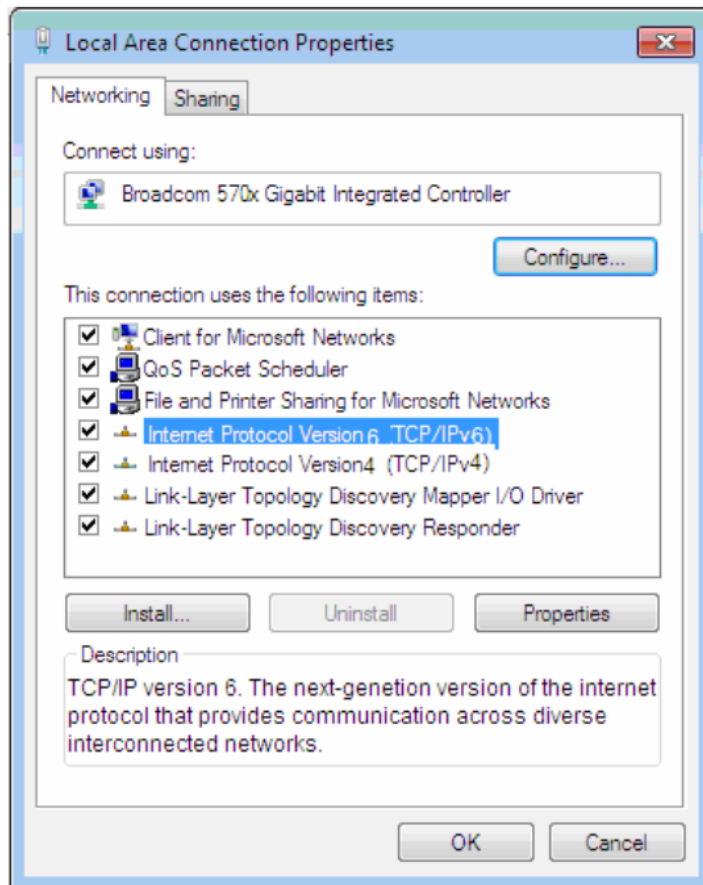 Local Area Connection Properties
Networking
Sharing
Connect using:
Broadcom 570x Gigabit Integrated Controller
Configure...
This connection uses the following items:
Client for Microsoft Networks
QoS Packet Scheduler
File and Printer Sharing for Microsoft Networks
Internet Protocol Version 6 (TCP/IPv6)
Internet Protocol Version4 (TCP/IPv4)
Link-Layer Topology Discovery Mapper I/O Driver
Link-Layer Topology Discovery Responder
Install...
Uninstall
Properties
Description
TCP/IP version 6. The next-genetion version of the internet
protocol that provides communication across diverse
interconnected networks.
OK
Cancel